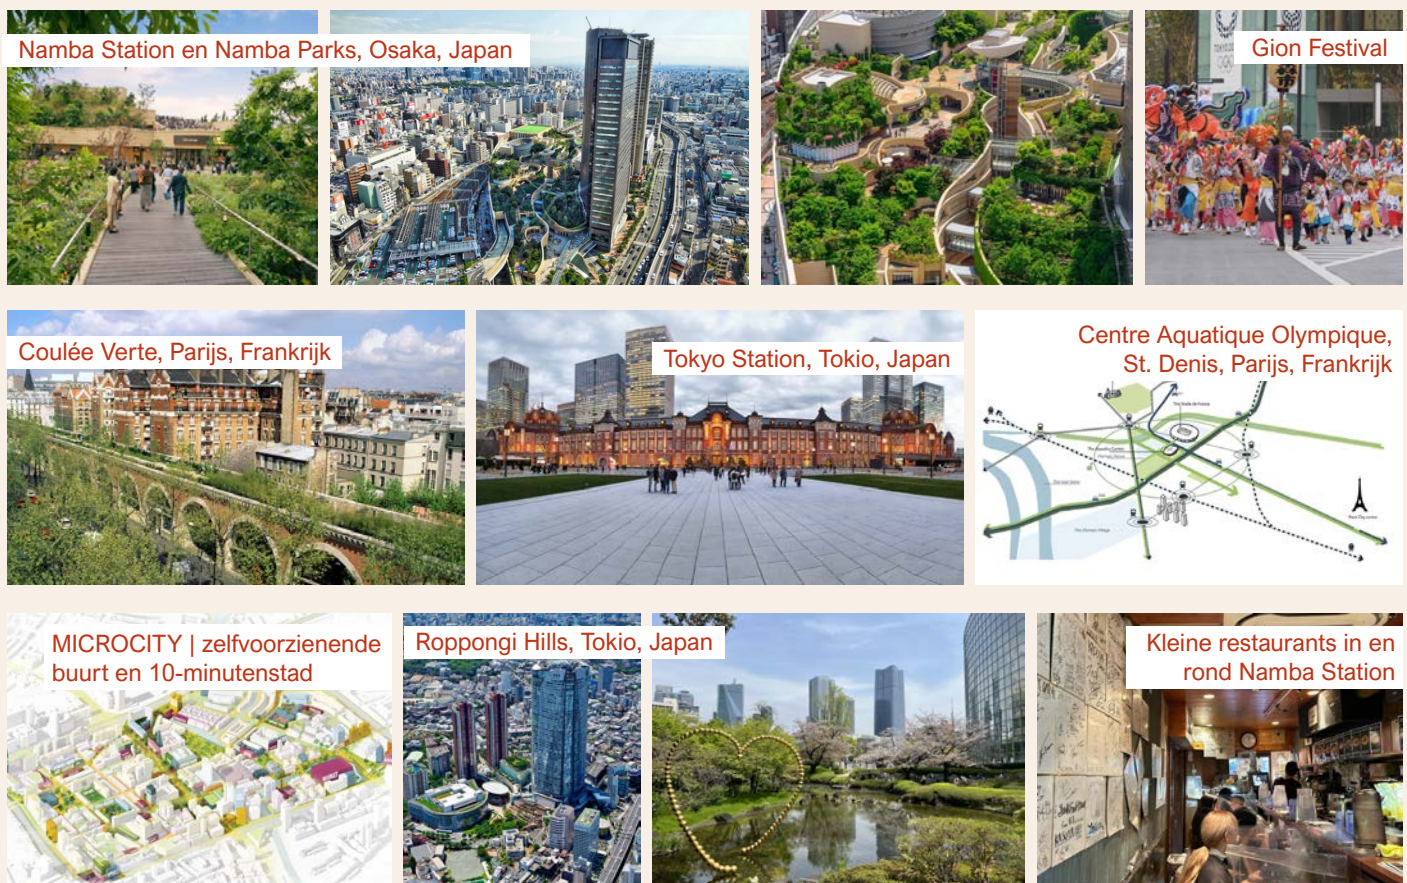 Namba Station en Namba Parks, Osaka, Japan
Gion Festival
Coulée Verte, Parijs, Frankrijk
Tokyo Station, Tokio, Japan
Centre Aquatique Olympique,
St. Denis, Parijs, Frankrijk
MICROCITY | zelfvoorzienende
buurt en 10-minutenstad
Roppongi Hills, Tokio, Japan
Kleine restaurants in en
rond Namba Station